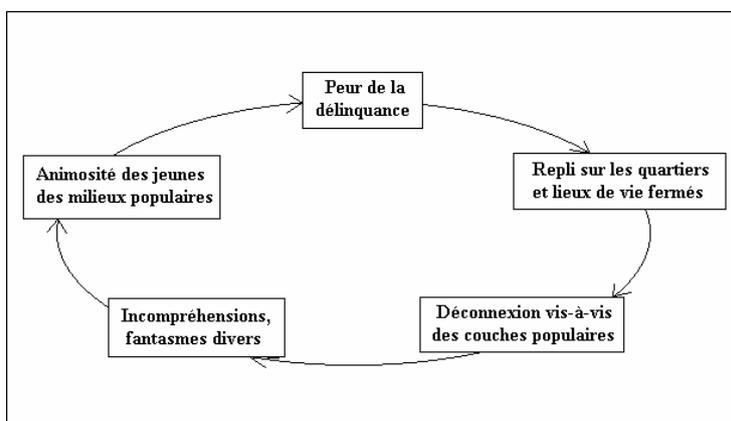 Peur de la
délinquance
Repli sur les quartiers
et lieux de vie fermés
Déconnexion vis-à-vis
des couches populaires
Incompréhensions,
fantasmes divers
Animosité des jeunes
des milieux populaires